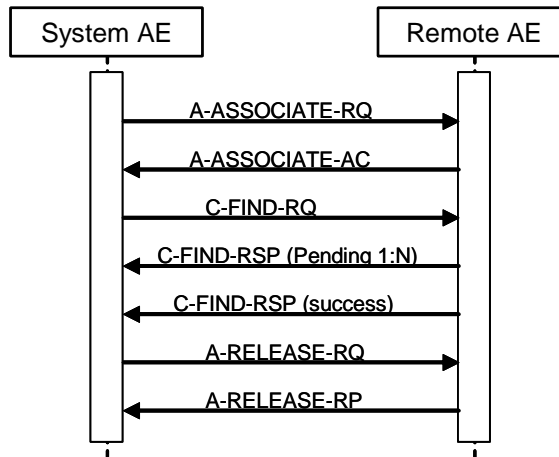 System AE
Remote AE
A-ASSOCIATE-RQ
A-ASSOCIATE-AC
C-FIND-RQ
C-FIND-RSP (Pending 1:N)
C-FIND-RSP (success)
A-RELEASE-RQ
A-RELEASE-RP